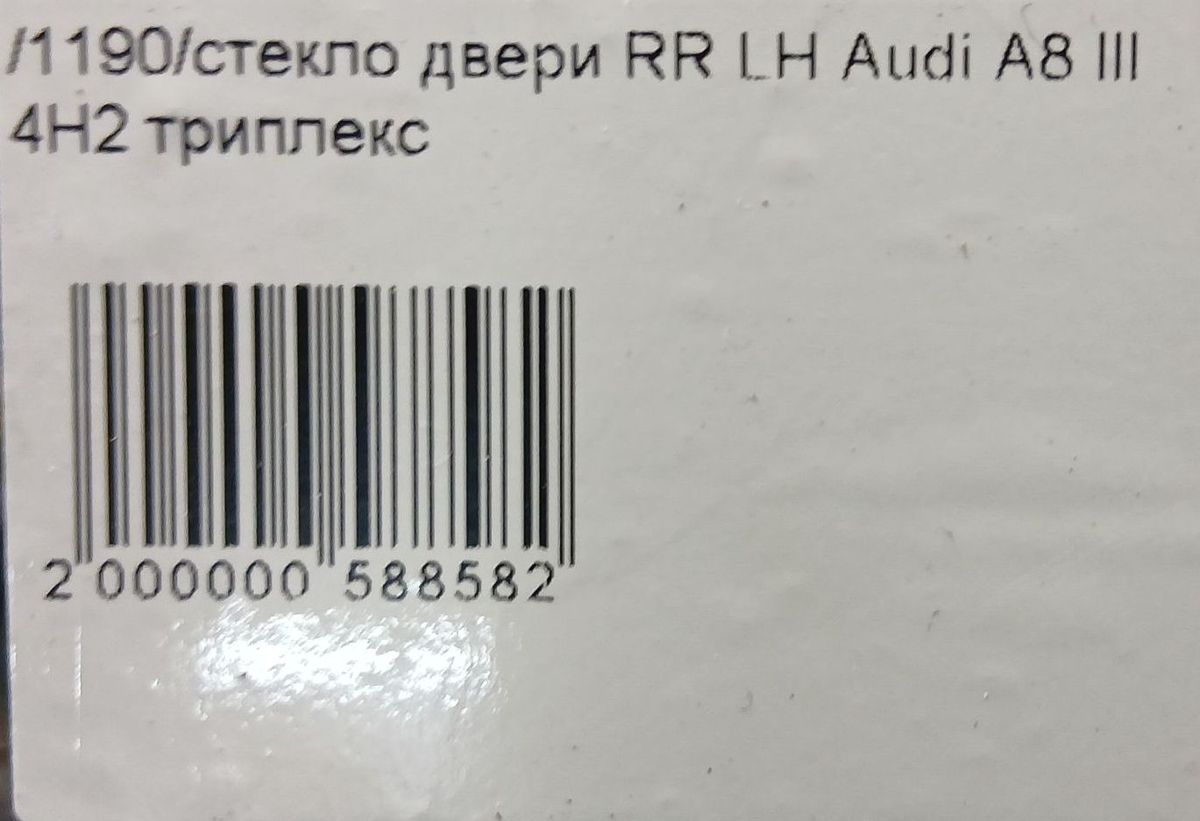 /1190/стекло двери RR LH Audi A8 III
4H2 триплекс
2 000000 588582